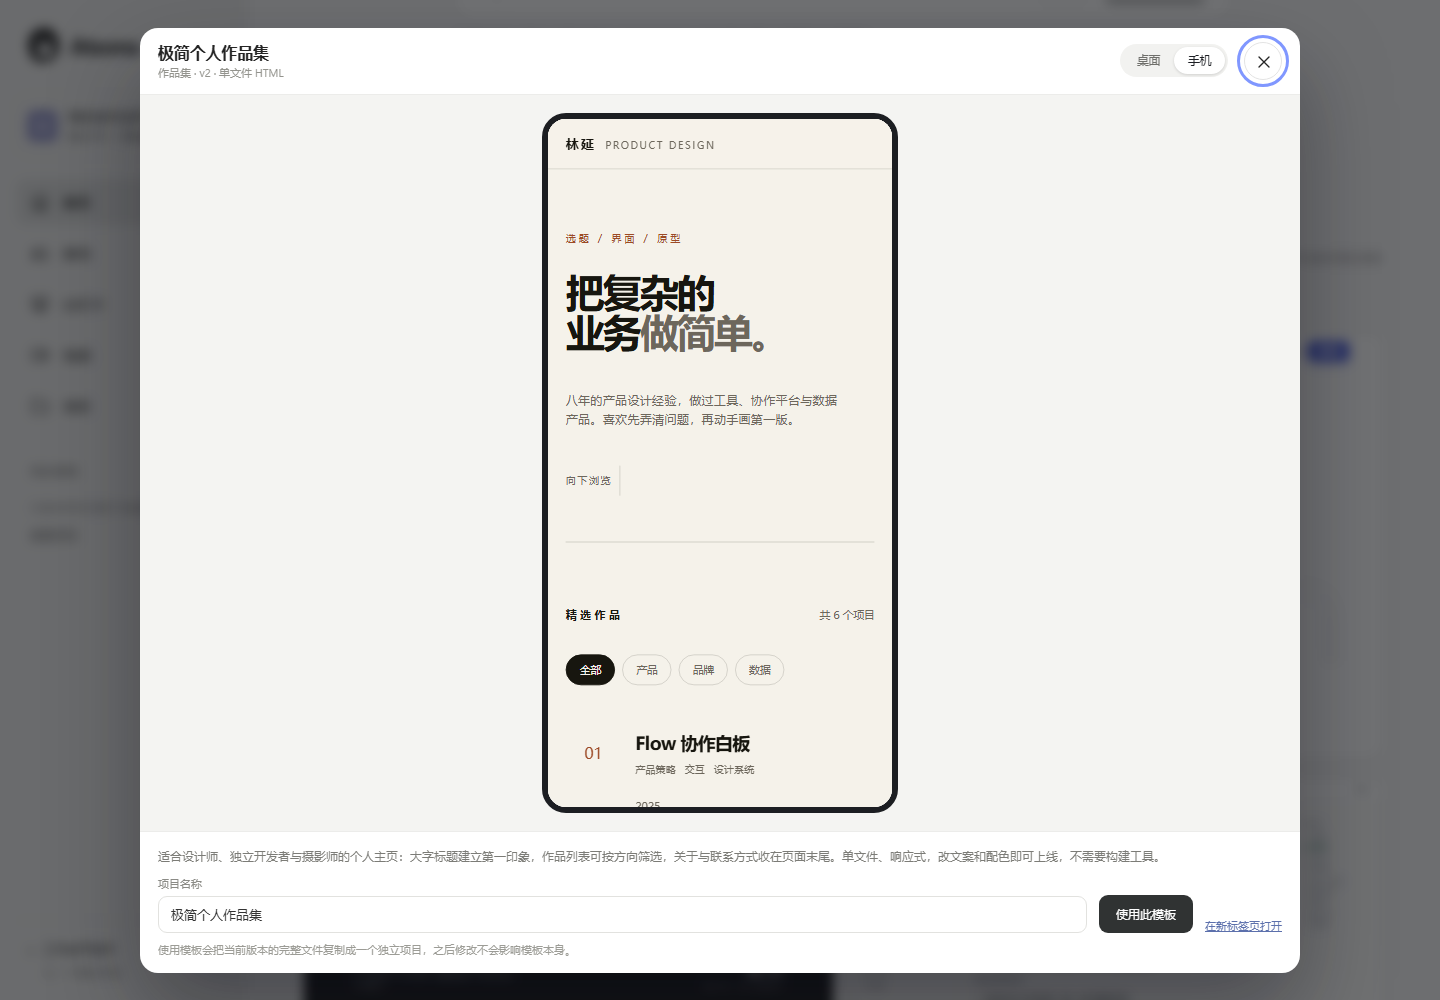 极简个人作品集
作品集 · v2 · 单文件 HTML
桌面 手机
林延 PRODUCT DESIGN
选题 / 界面 / 原型
把复杂的
业务做简单。
八年的产品设计经验，做过工具、协作平台与数据
产品。喜欢先弄清问题，再动手画第一版。
向下浏览
精选作品 共 6 个项目
全部 产品 品牌 数据
01 Flow 协作白板
产品策略 交互 设计系统
2025
适合设计师、独立开发者与摄影师的个人主页：大字标题建立第一印象，作品列表可按方向筛选，关于与联系方式收在页面末尾。单文件、响应式，改文案和配色即可上线，不需要构建工具。
项目名称
极简个人作品集 使用此模板 在新标签页打开
使用模板会把当前版本的完整文件复制成一个独立项目，之后修改不会影响模板本身。